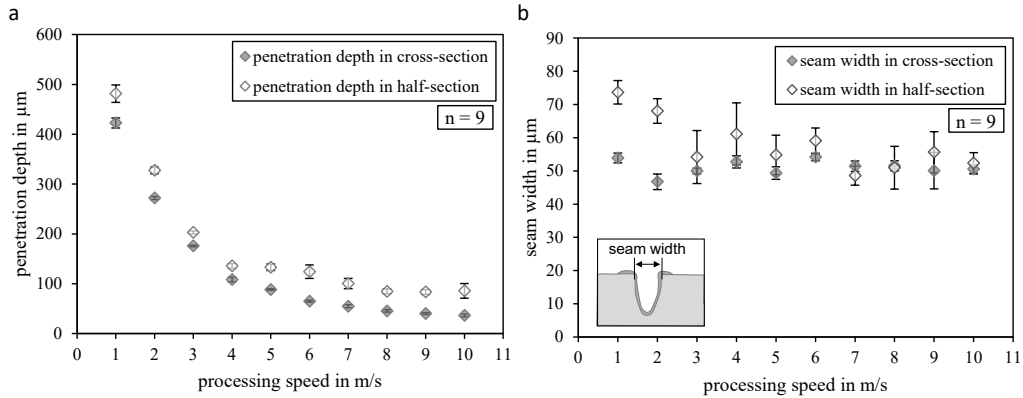 a
600
500
400
300
200
100
0
penetration depth in µm
penetration depth in cross-section
penetration depth in half-section
n = 9
0 1 2 3 4 5 6 7 8 9 10 11
processing speed in m/s
b
90
80
70
60
50
40
30
20
10
0
seam width in µm
seam width in cross-section
seam width in half-section
n = 9
seam width
0 1 2 3 4 5 6 7 8 9 10 11
processing speed in m/s